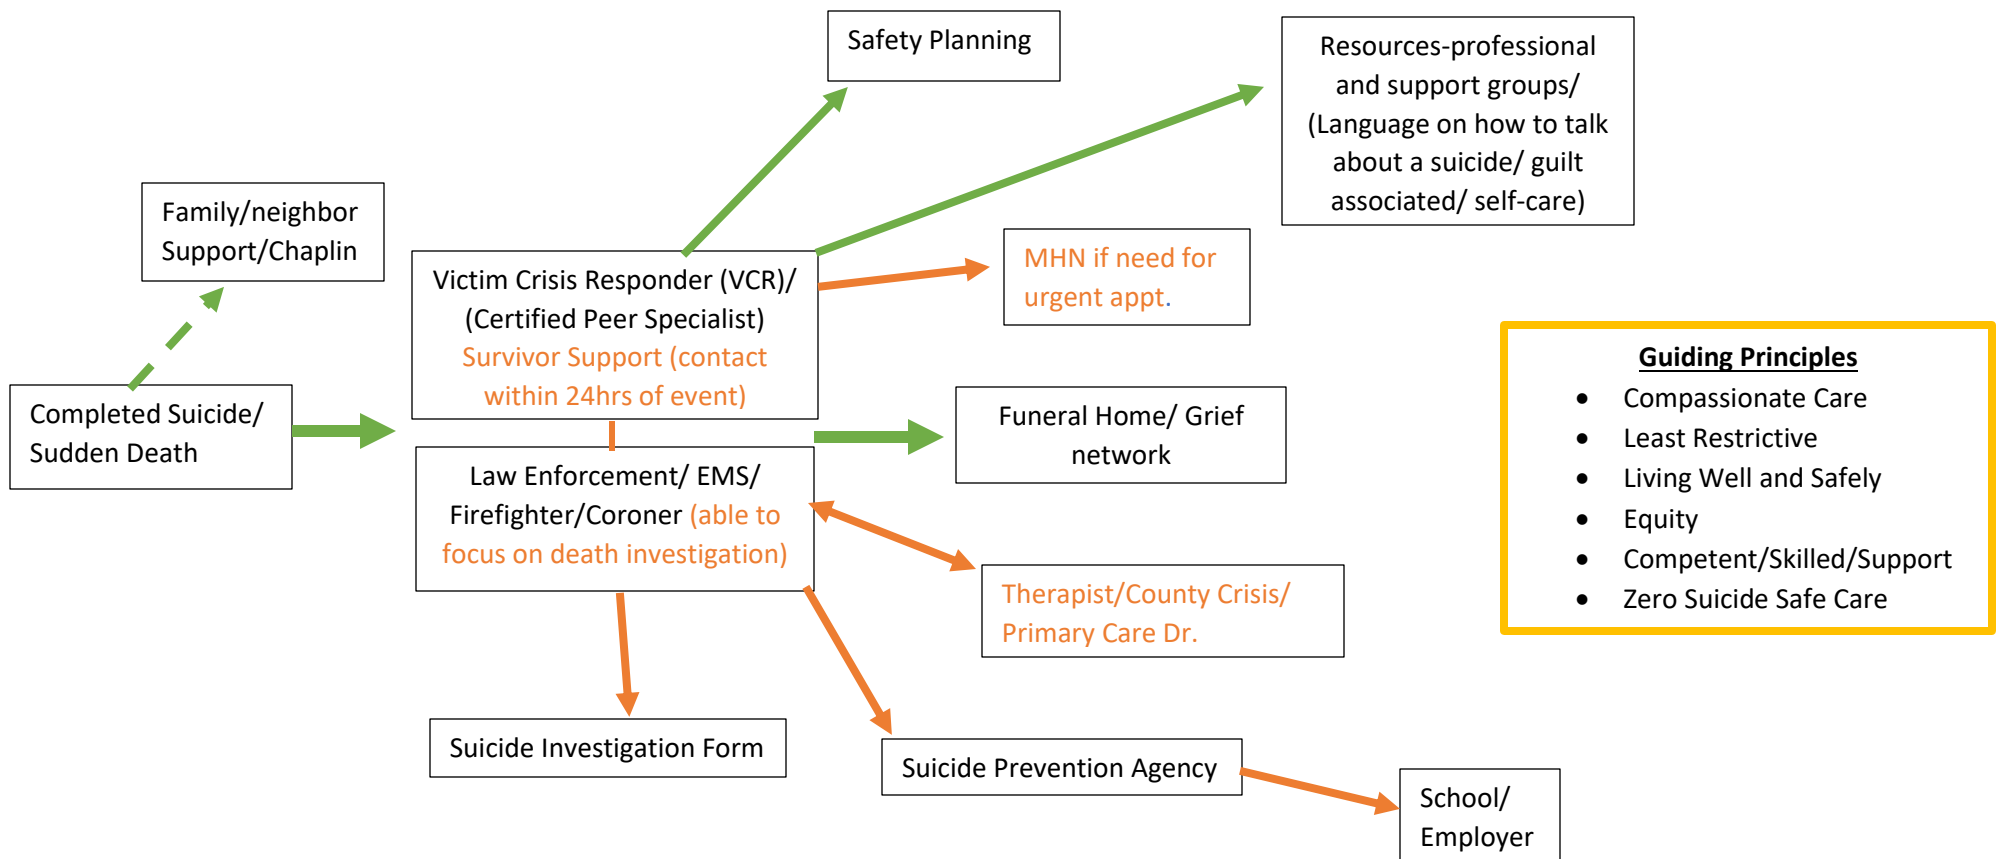 Safety Planning
Resources-professional
and support groups/
(Language on how to talk
about a suicide/ guilt
associated/ self-care)
Family/neighbor
Support/Chaplin
Victim Crisis Responder (VCR)/
(Certified Peer Specialist)
Survivor Support (contact
within 24hrs of event)
MHN if need for
urgent appt.
Completed Suicide/
Sudden Death
Law Enforcement/ EMS/
Firefighter/Coroner (able to
focus on death investigation)
Funeral Home/ Grief
network
Guiding Principles
• Compassionate Care
• Least Restrictive
• Living Well and Safely
• Equity
• Competent/Skilled/Support
• Zero Suicide Safe Care
Therapist/County Crisis/
Primary Care Dr.
Suicide Investigation Form
Suicide Prevention Agency
School/
Employer